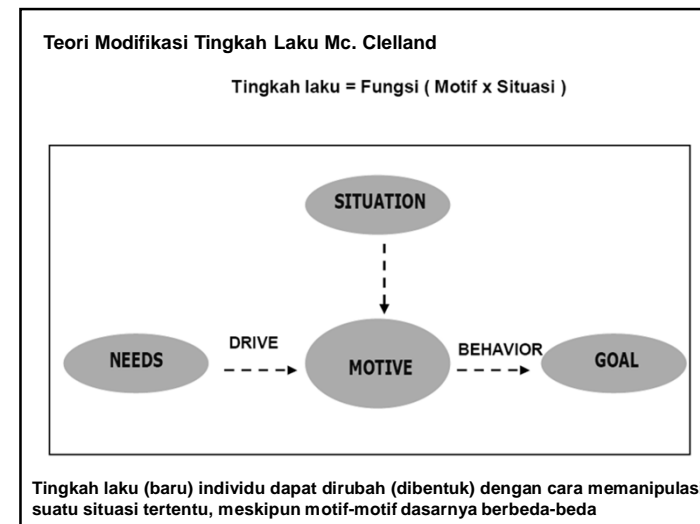 Teori Modifikasi Tingkah Laku Mc. Clelland
Tingkah laku = Fungsi ( Motif x Situasi )
SITUATION
NEEDS
DRIVE
MOTIVE
BEHAVIOR
GOAL
Tingkah laku (baru) individu dapat dirubah (dibentuk) dengan cara memanipulas
suatu situasi tertentu, meskipun motif-motif dasarnya berbeda-beda